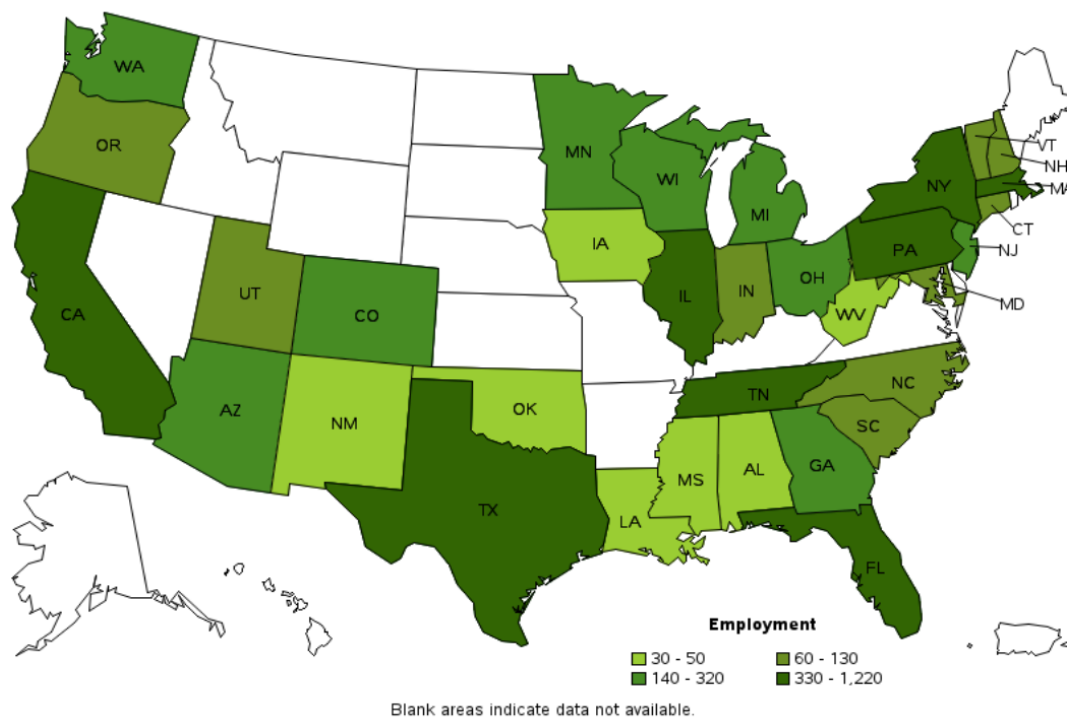 WA
OR
MN
VT
NH
WI
NY
MA
MI
CT
IA
PA
NJ
OH
UT
IL
IN
MD
CA
CO
WV
NC
TN
AZ
OK
NM
SC
GA
MS
AL
TX
LA
FL
Employment
30 - 50
60 - 130
140 - 320
330 - 1,220
Blank areas indicate data not available.